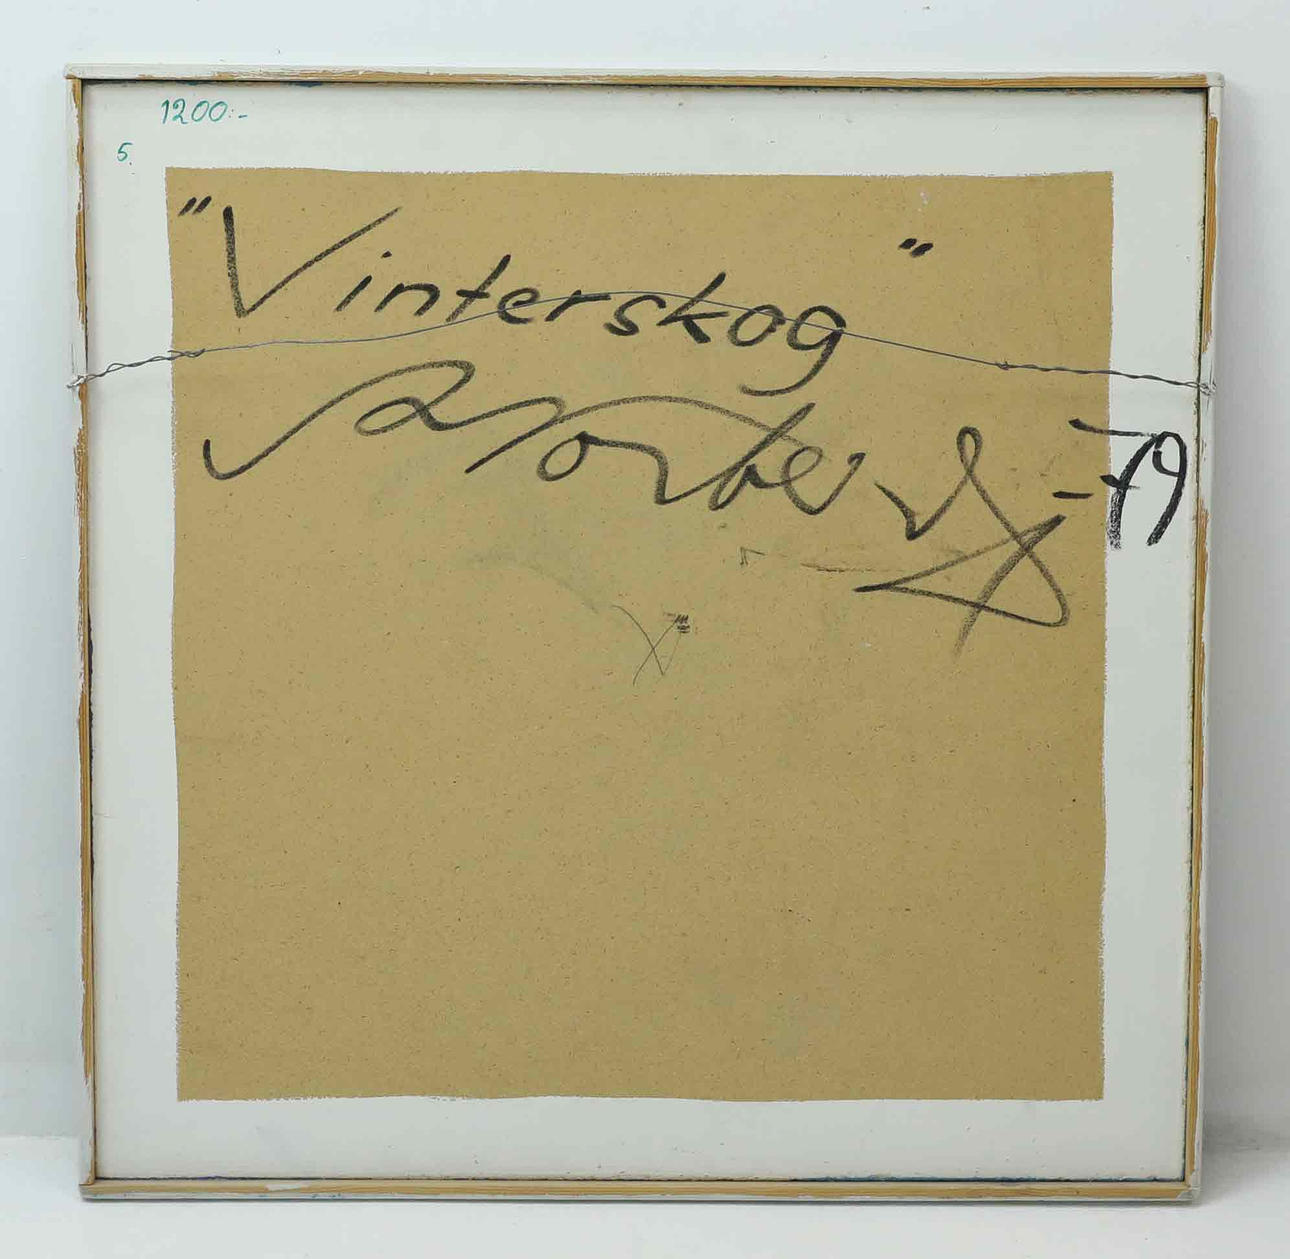 1200:-
5.
"Vinterskog"
-79